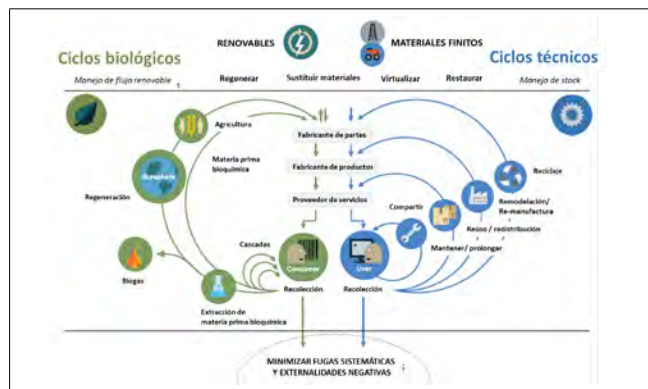 RENOVABLES
MATERIALES FINITOS
Ciclos biológicos
Ciclos técnicos
Manejo de flujo renovable
Regenerar
Sustituir materiales
Virtualizar
Restaurar
Manejo de stock
Agricultura
Fabricante de partes
Materia prima
bioquímica
Reciclaje
Biosphere
Fabricante de productos
Regeneración
Remodelación/
Re-manufactura
Proveedor de servicios
Compartir
Reúso / redistribución
Mantener/ prolongar
Cascadas
Consumer
User
Biogas
Recolección
Recolección
Extracción de
materia prima bioquímica
MINIMIZAR FUGAS SISTEMÁTICAS
Y EXTERNALIDADES NEGATIVAS